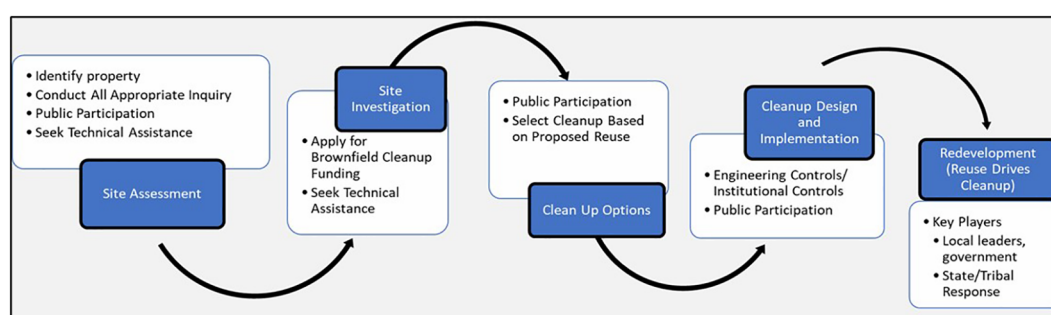 • Identify property
• Conduct All Appropriate Inquiry
• Public Participation
• Seek Technical Assistance
Site Assessment
Site
Investigation
• Apply for
Brownfield Cleanup
Funding
• Seek Technical
Assistance
• Public Participation
• Select Cleanup Based
on Proposed Reuse
Clean Up Options
Cleanup Design
and
Implementation
• Engineering Controls/
Institutional Controls
• Public Participation
Redevelopment
(Reuse Drives
Cleanup)
• Key Players
• Local leaders,
government
• State/Tribal
Response